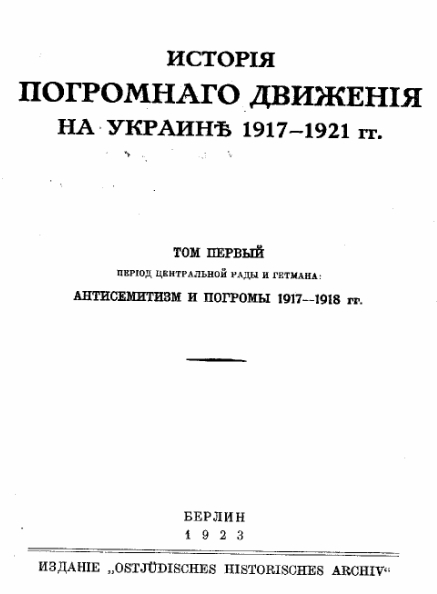 ИСТОРІЯ
ПОГРОМНАГО ДВИЖЕНІЯ
НА УКРАИНѢ 1917–1921 гг.
ТОМ ПЕРВЫЙ
ПЕРІОД ЦЕНТРАЛЬНОЙ РАДЫ И ГЕТМАНА:
АНТИСЕМИТИЗМ И ПОГРОМЫ 1917—1918 гг.
БЕРЛИН
1923
ИЗДАНІЕ „OSTJÜDISCHES HISTORISCHES ARCHIV“